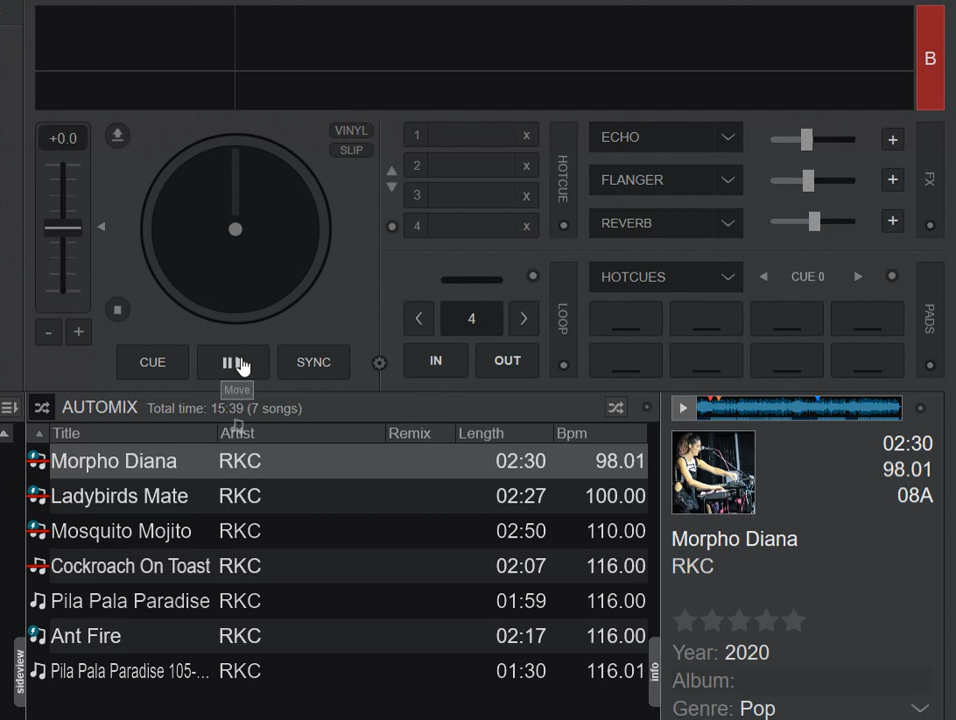 B
+0.0
VINYL
SLIP
1 x
2 x
3 x
4 x
HOTCUE
ECHO
+
FLANGER
+
REVERB
+
FX
- +
4
LOOP
IN OUT
HOTCUES
CUE 0
PADS
CUE
SYNC
Move
AUTOMIX Total time: 15:39 (7 songs)
Title Artist Remix Length Bpm
Morpho Diana RKC 02:30 98.01
Ladybirds Mate RKC 02:27 100.00
Mosquito Mojito RKC 02:50 110.00
Cockroach On Toast RKC 02:07 116.00
Pila Pala Paradise RKC 01:59 116.00
Ant Fire RKC 02:17 116.00
Pila Pala Paradise 105-... RKC 01:30 116.01
sideview
info
02:30
98.01
08A
Morpho Diana
RKC
Year: 2020
Album:
Genre: Pop